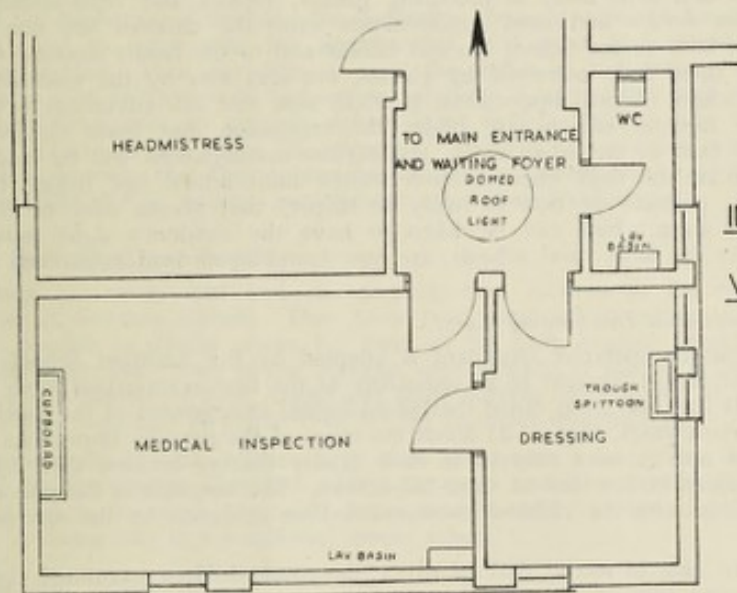 HEADMISTRESS
TO MAIN ENTRANCE
AND WAITING FOYER
DOMED
ROOF
LIGHT
WC
LAV
BASIN
CUPBOARD
MEDICAL INSPECTION
TROUGH
SPITTOON
DRESSING
LAV BASIN